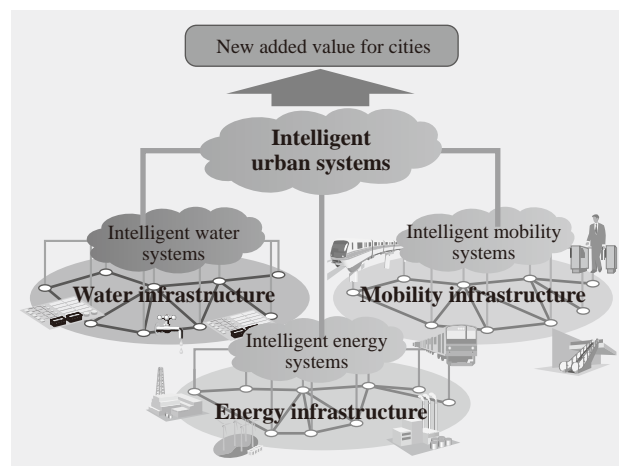 New added value for cities
Intelligent
urban systems
Intelligent water
systems
Water infrastructure
Intelligent mobility
systems
Mobility infrastructure
Intelligent energy
systems
Energy infrastructure